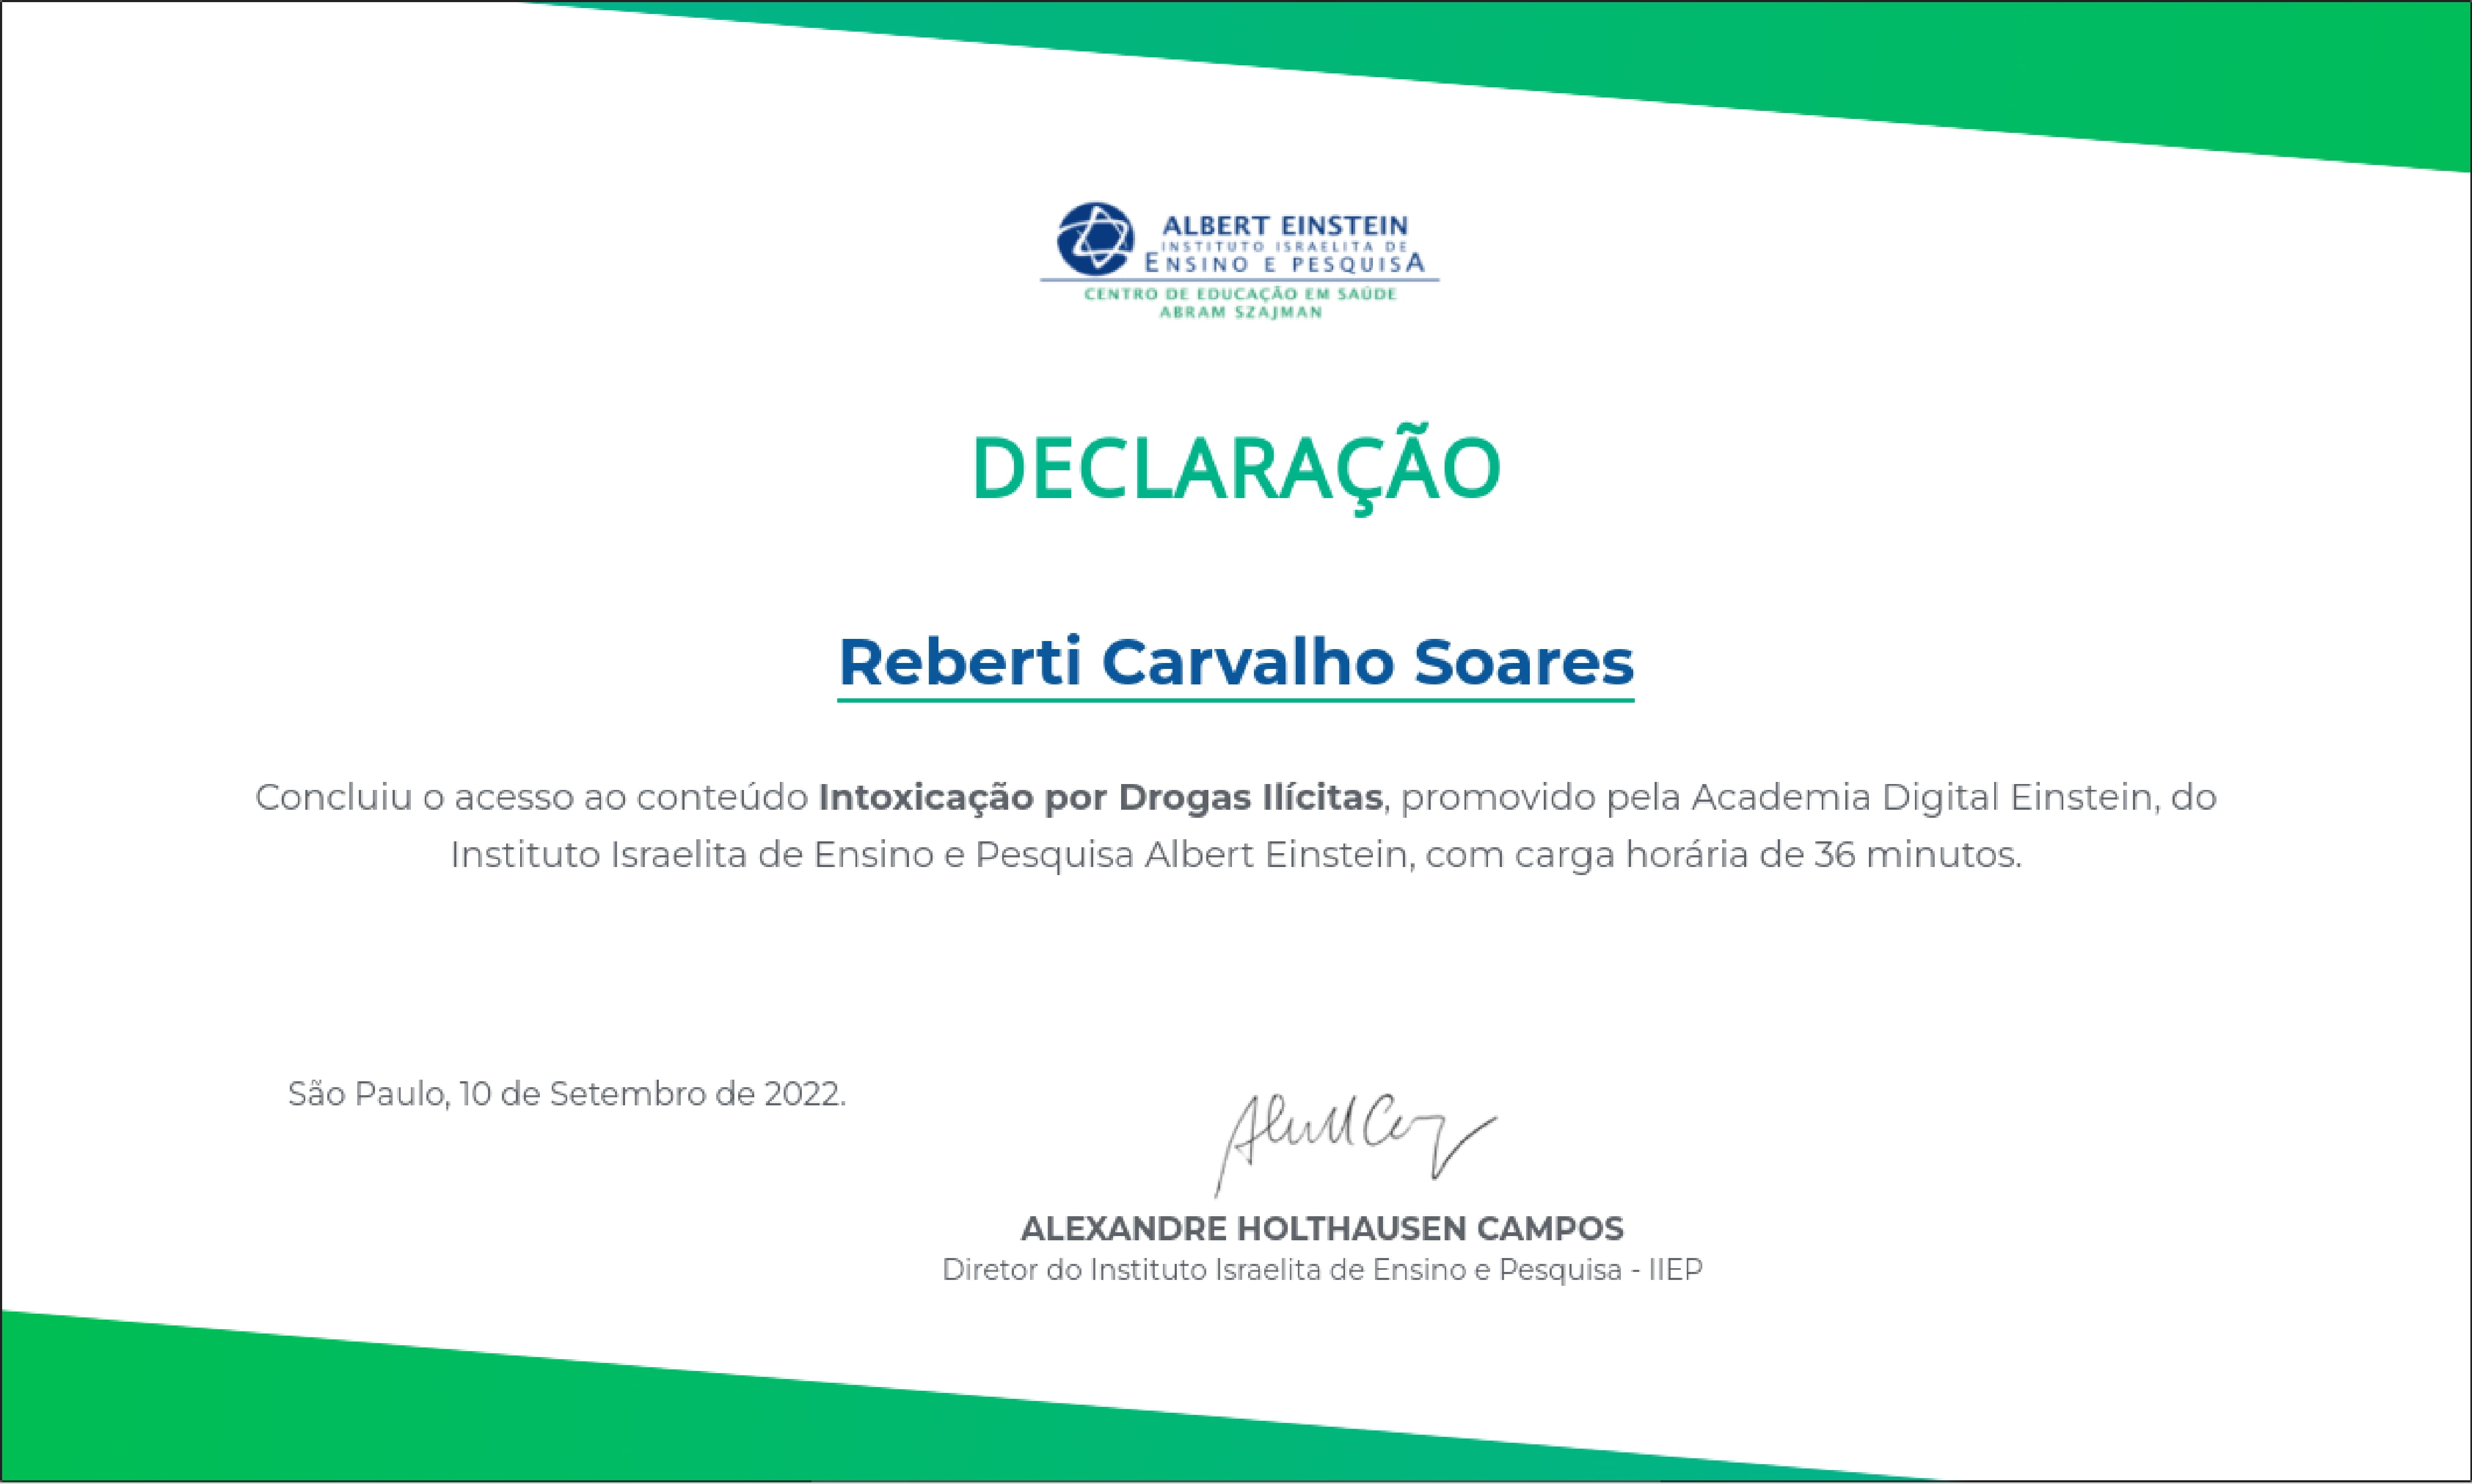 ALBERT EINSTEIN
INSTITUTO ISRAELITA DE
ENSINO E PESQUISA
CENTRO DE EDUCAÇÃO EM SAÚDE
ABRAM SZAJMAN
DECLARAÇÃO
Reberti Carvalho Soares
Concluiu o acesso ao conteúdo Intoxicação por Drogas Ilícitas, promovido pela Academia Digital Einstein, do
Instituto Israelita de Ensino e Pesquisa Albert Einstein, com carga horária de 36 minutos.
São Paulo, 10 de Setembro de 2022.
ALEXANDRE HOLTHAUSEN CAMPOS
Diretor do Instituto Israelita de Ensino e Pesquisa - IIEP